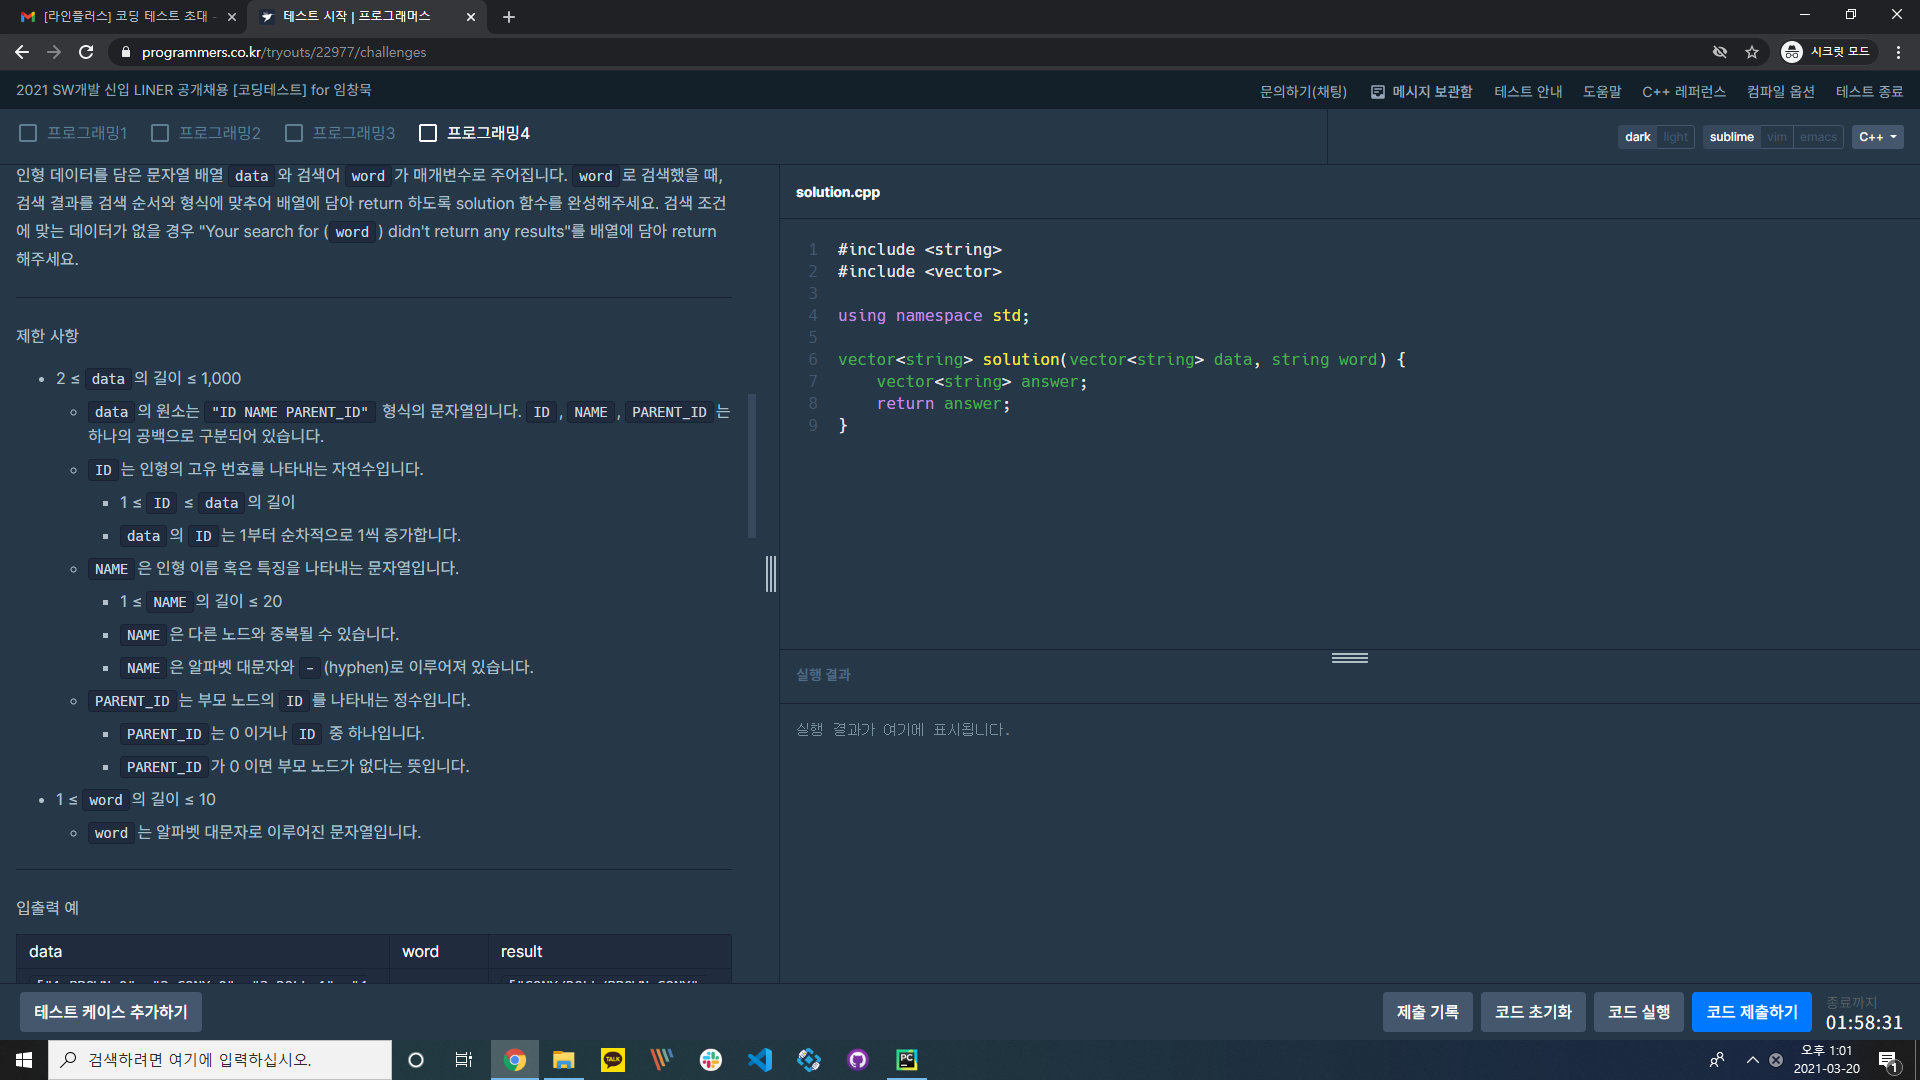 [라인플러스] 코딩 테스트 초대 -
테스트 시작 | 프로그래머스
programmers.co.kr/tryouts/22977/challenges
시크릿 모드
2021 SW개발 신입 LINER 공개채용 [코딩테스트] for 임창묵
문의하기(채팅)
메시지 보관함
테스트 안내
도움말
C++ 레퍼런스
컴파일 옵션
테스트 종료
프로그래밍1
프로그래밍2
프로그래밍3
프로그래밍4
dark light
sublime vim emacs
C++
인형 데이터를 담은 문자열 배열 data 와 검색어 word 가 매개변수로 주어집니다. word 로 검색했을 때,
검색 결과를 검색 순서와 형식에 맞추어 배열에 담아 return 하도록 solution 함수를 완성해주세요. 검색 조건
에 맞는 데이터가 없을 경우 "Your search for ( word ) didn't return any results"를 배열에 담아 return
해주세요.
제한 사항
• 2 ≤ data 의 길이 ≤ 1,000
◦ data 의 원소는 "ID NAME PARENT_ID" 형식의 문자열입니다. ID , NAME , PARENT_ID 는
하나의 공백으로 구분되어 있습니다.
◦ ID 는 인형의 고유 번호를 나타내는 자연수입니다.
▪ 1 ≤ ID ≤ data 의 길이
▪ data 의 ID 는 1부터 순차적으로 1씩 증가합니다.
◦ NAME 은 인형 이름 혹은 특징을 나타내는 문자열입니다.
▪ 1 ≤ NAME 의 길이 ≤ 20
▪ NAME 은 다른 노드와 중복될 수 있습니다.
▪ NAME 은 알파벳 대문자와 - (hyphen)로 이루어져 있습니다.
◦ PARENT_ID 는 부모 노드의 ID 를 나타내는 정수입니다.
▪ PARENT_ID 는 0 이거나 ID 중 하나입니다.
▪ PARENT_ID 가 0 이면 부모 노드가 없다는 뜻입니다.
• 1 ≤ word 의 길이 ≤ 10
◦ word 는 알파벳 대문자로 이루어진 문자열입니다.
입출력 예
data word result
solution.cpp
1 #include <string>
2 #include <vector>
3
4 using namespace std;
5
6 vector<string> solution(vector<string> data, string word) {
7 vector<string> answer;
8 return answer;
9 }
실행 결과
실행 결과가 여기에 표시됩니다.
테스트 케이스 추가하기
제출 기록
코드 초기화
코드 실행
코드 제출하기
종료까지
01:58:31
검색하려면 여기에 입력하십시오.
TALK
PC
오후 1:01
2021-03-20
1